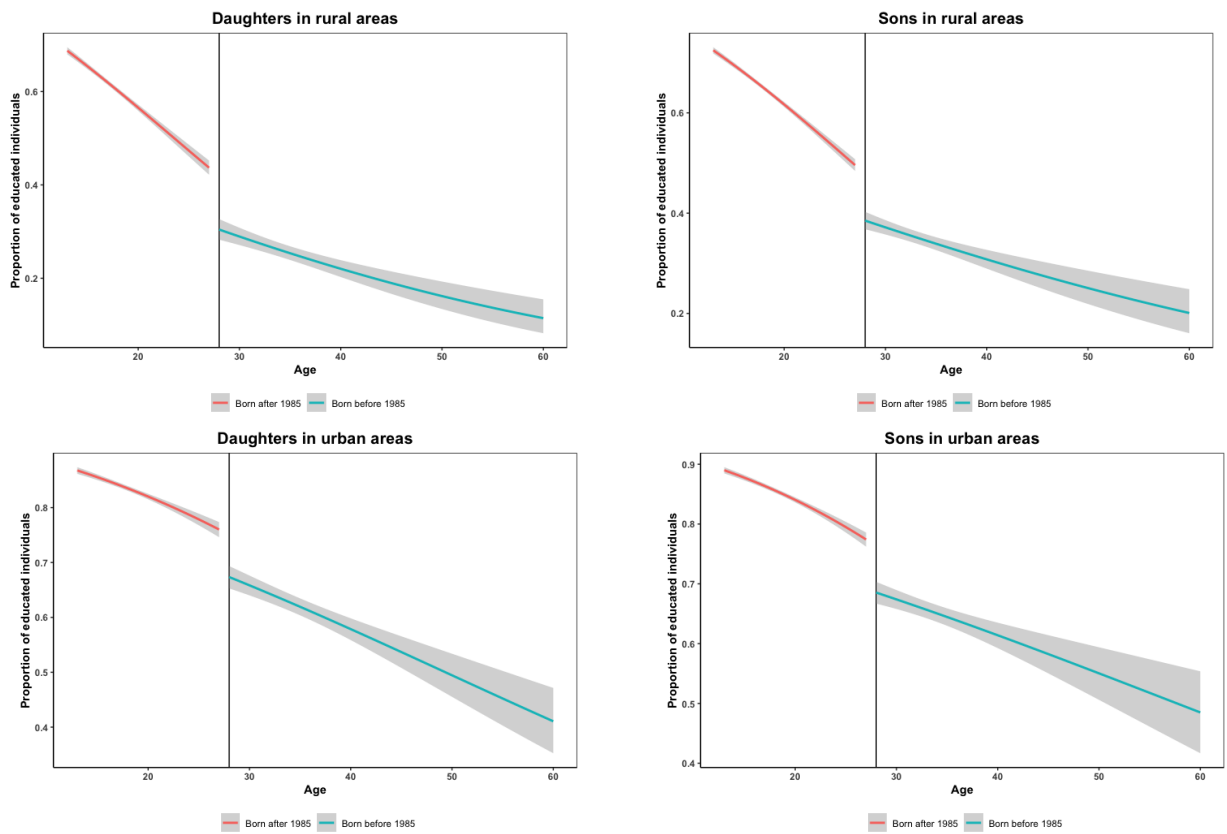 Daughters in rural areas
Proportion of educated individuals
0.6
0.4
0.2
20 30 40 50 60
Age
Born after 1985 Born before 1985
Sons in rural areas
Proportion of educated individuals
0.6
0.4
0.2
20 30 40 50 60
Age
Born after 1985 Born before 1985
Daughters in urban areas
Proportion of educated individuals
0.8
0.7
0.6
0.5
0.4
20 30 40 50 60
Age
Born after 1985 Born before 1985
Sons in urban areas
Proportion of educated individuals
0.9
0.8
0.7
0.6
0.5
0.4
20 30 40 50 60
Age
Born after 1985 Born before 1985